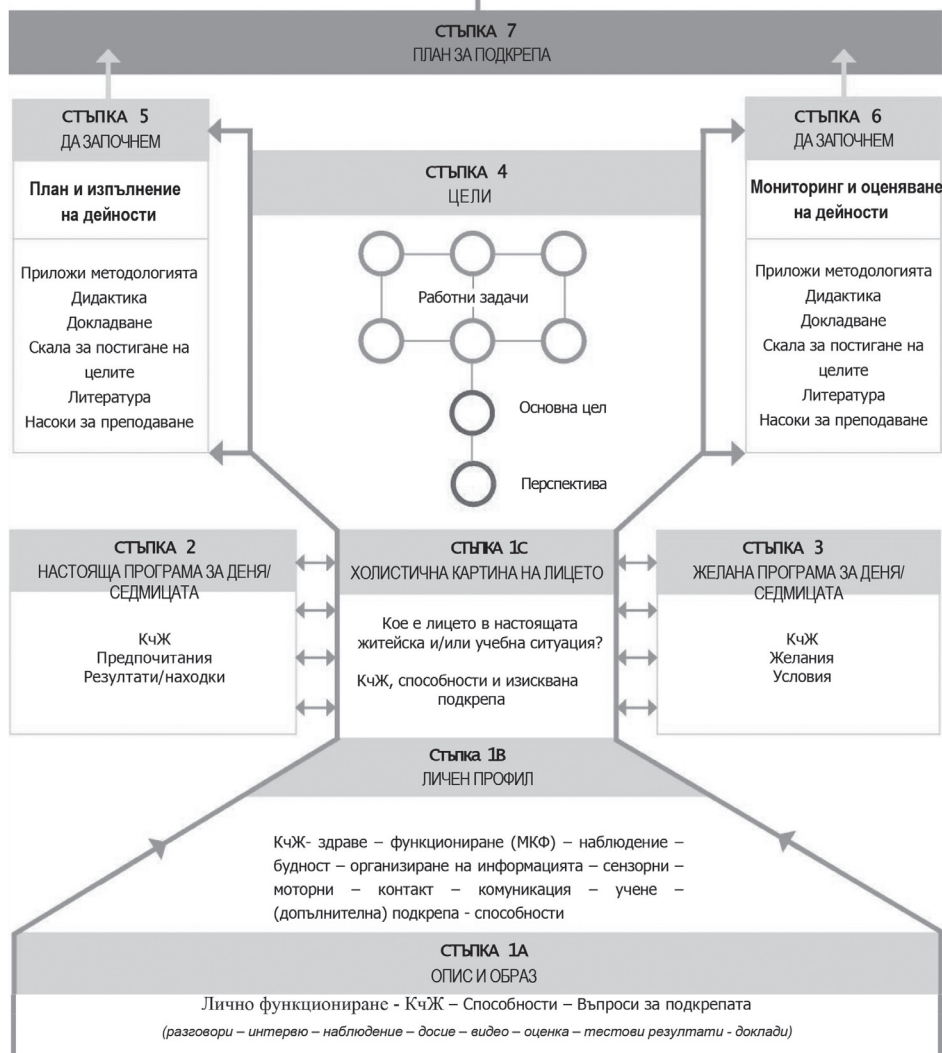 СТЪПКА 7
ПЛАН ЗА ПОДКРЕПА
СТЪПКА 5
ДА ЗАПОЧНЕМ
План и изпълнение
на дейности
Приложи методологията
Дидактика
Докладване
Скала за постигане на
целите
Литература
Насоки за преподаване
СТЪПКА 4
ЦЕЛИ
Работни задачи
Основна цел
Перспектива
СТЪПКА 6
ДА ЗАПОЧНЕМ
Мониторинг и оценяване
на дейности
Приложи методологията
Дидактика
Докладване
Скала за постигане на
целите
Литература
Насоки за преподаване
СТЪПКА 2
НАСТОЯЩА ПРОГРАМА ЗА ДЕНЯ/
СЕДМИЦАТА
КчЖ
Предпочитания
Резултати/находки
СТЪПКА 1С
ХОЛИСТИЧНА КАРТИНА НА ЛИЦЕТО
Кое е лицето в настоящата
житейска и/или учебна ситуация?
КчЖ, способности и изисквана
подкрепа
СТЪПКА 3
ЖЕЛАНА ПРОГРАМА ЗА ДЕНЯ/
СЕДМИЦАТА
КчЖ
Желания
Условия
Стъпка 1В
ЛИЧЕН ПРОФИЛ
КчЖ- здраве – функциониране (МКФ) – наблюдение –
будност – организиране на информацията – сензорни –
моторни – контакт – комуникация – учене –
(допълнителна) подкрепа - способности
СТЪПКА 1А
ОПИС И ОБРАЗ
Лично функциониране - КчЖ – Способности – Въпроси за подкрепата
(разговори – интервю – наблюдение – досие – видео – оценка – тестови резултати - доклади)